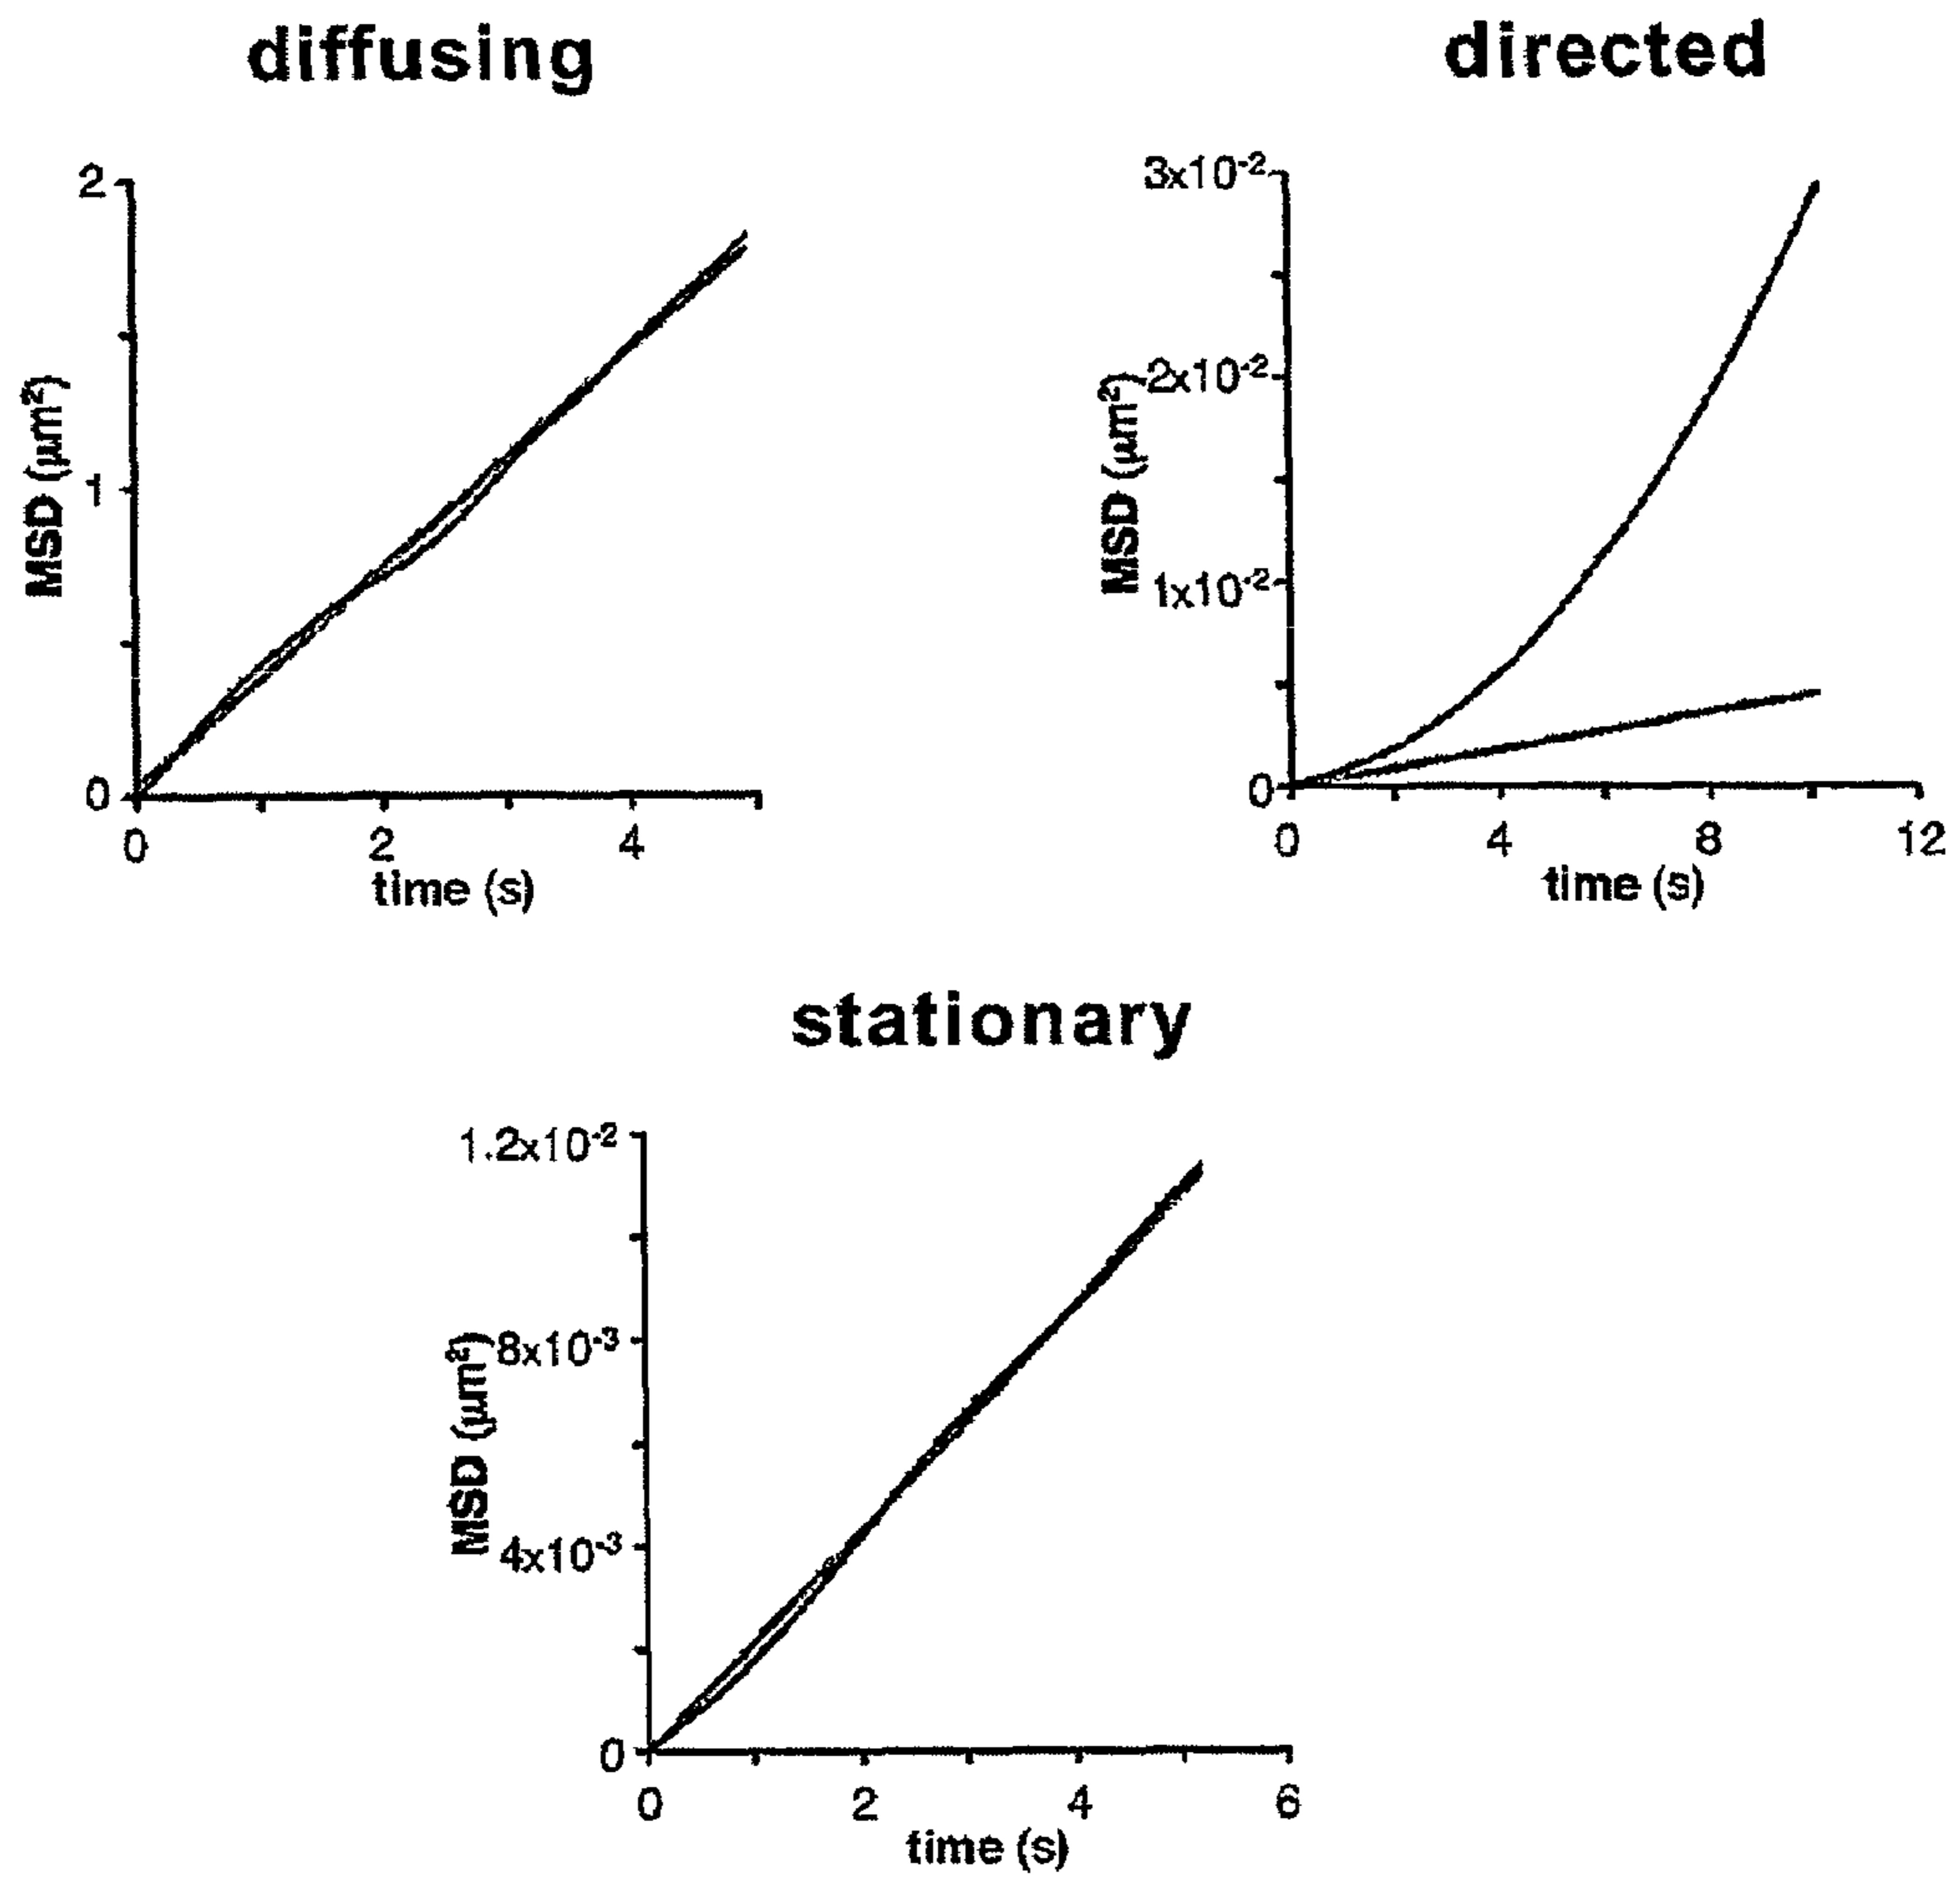 diffusing
directed
2
1
0
MSD (μm²)
0 2 4
time (s)
3x10⁻²
2x10⁻²
1x10⁻²
0
MSD (μm²)
0 4 8 12
time (s)
stationary
1.2x10⁻²
8x10⁻³
4x10⁻³
0
MSD (μm²)
0 2 4 6
time (s)